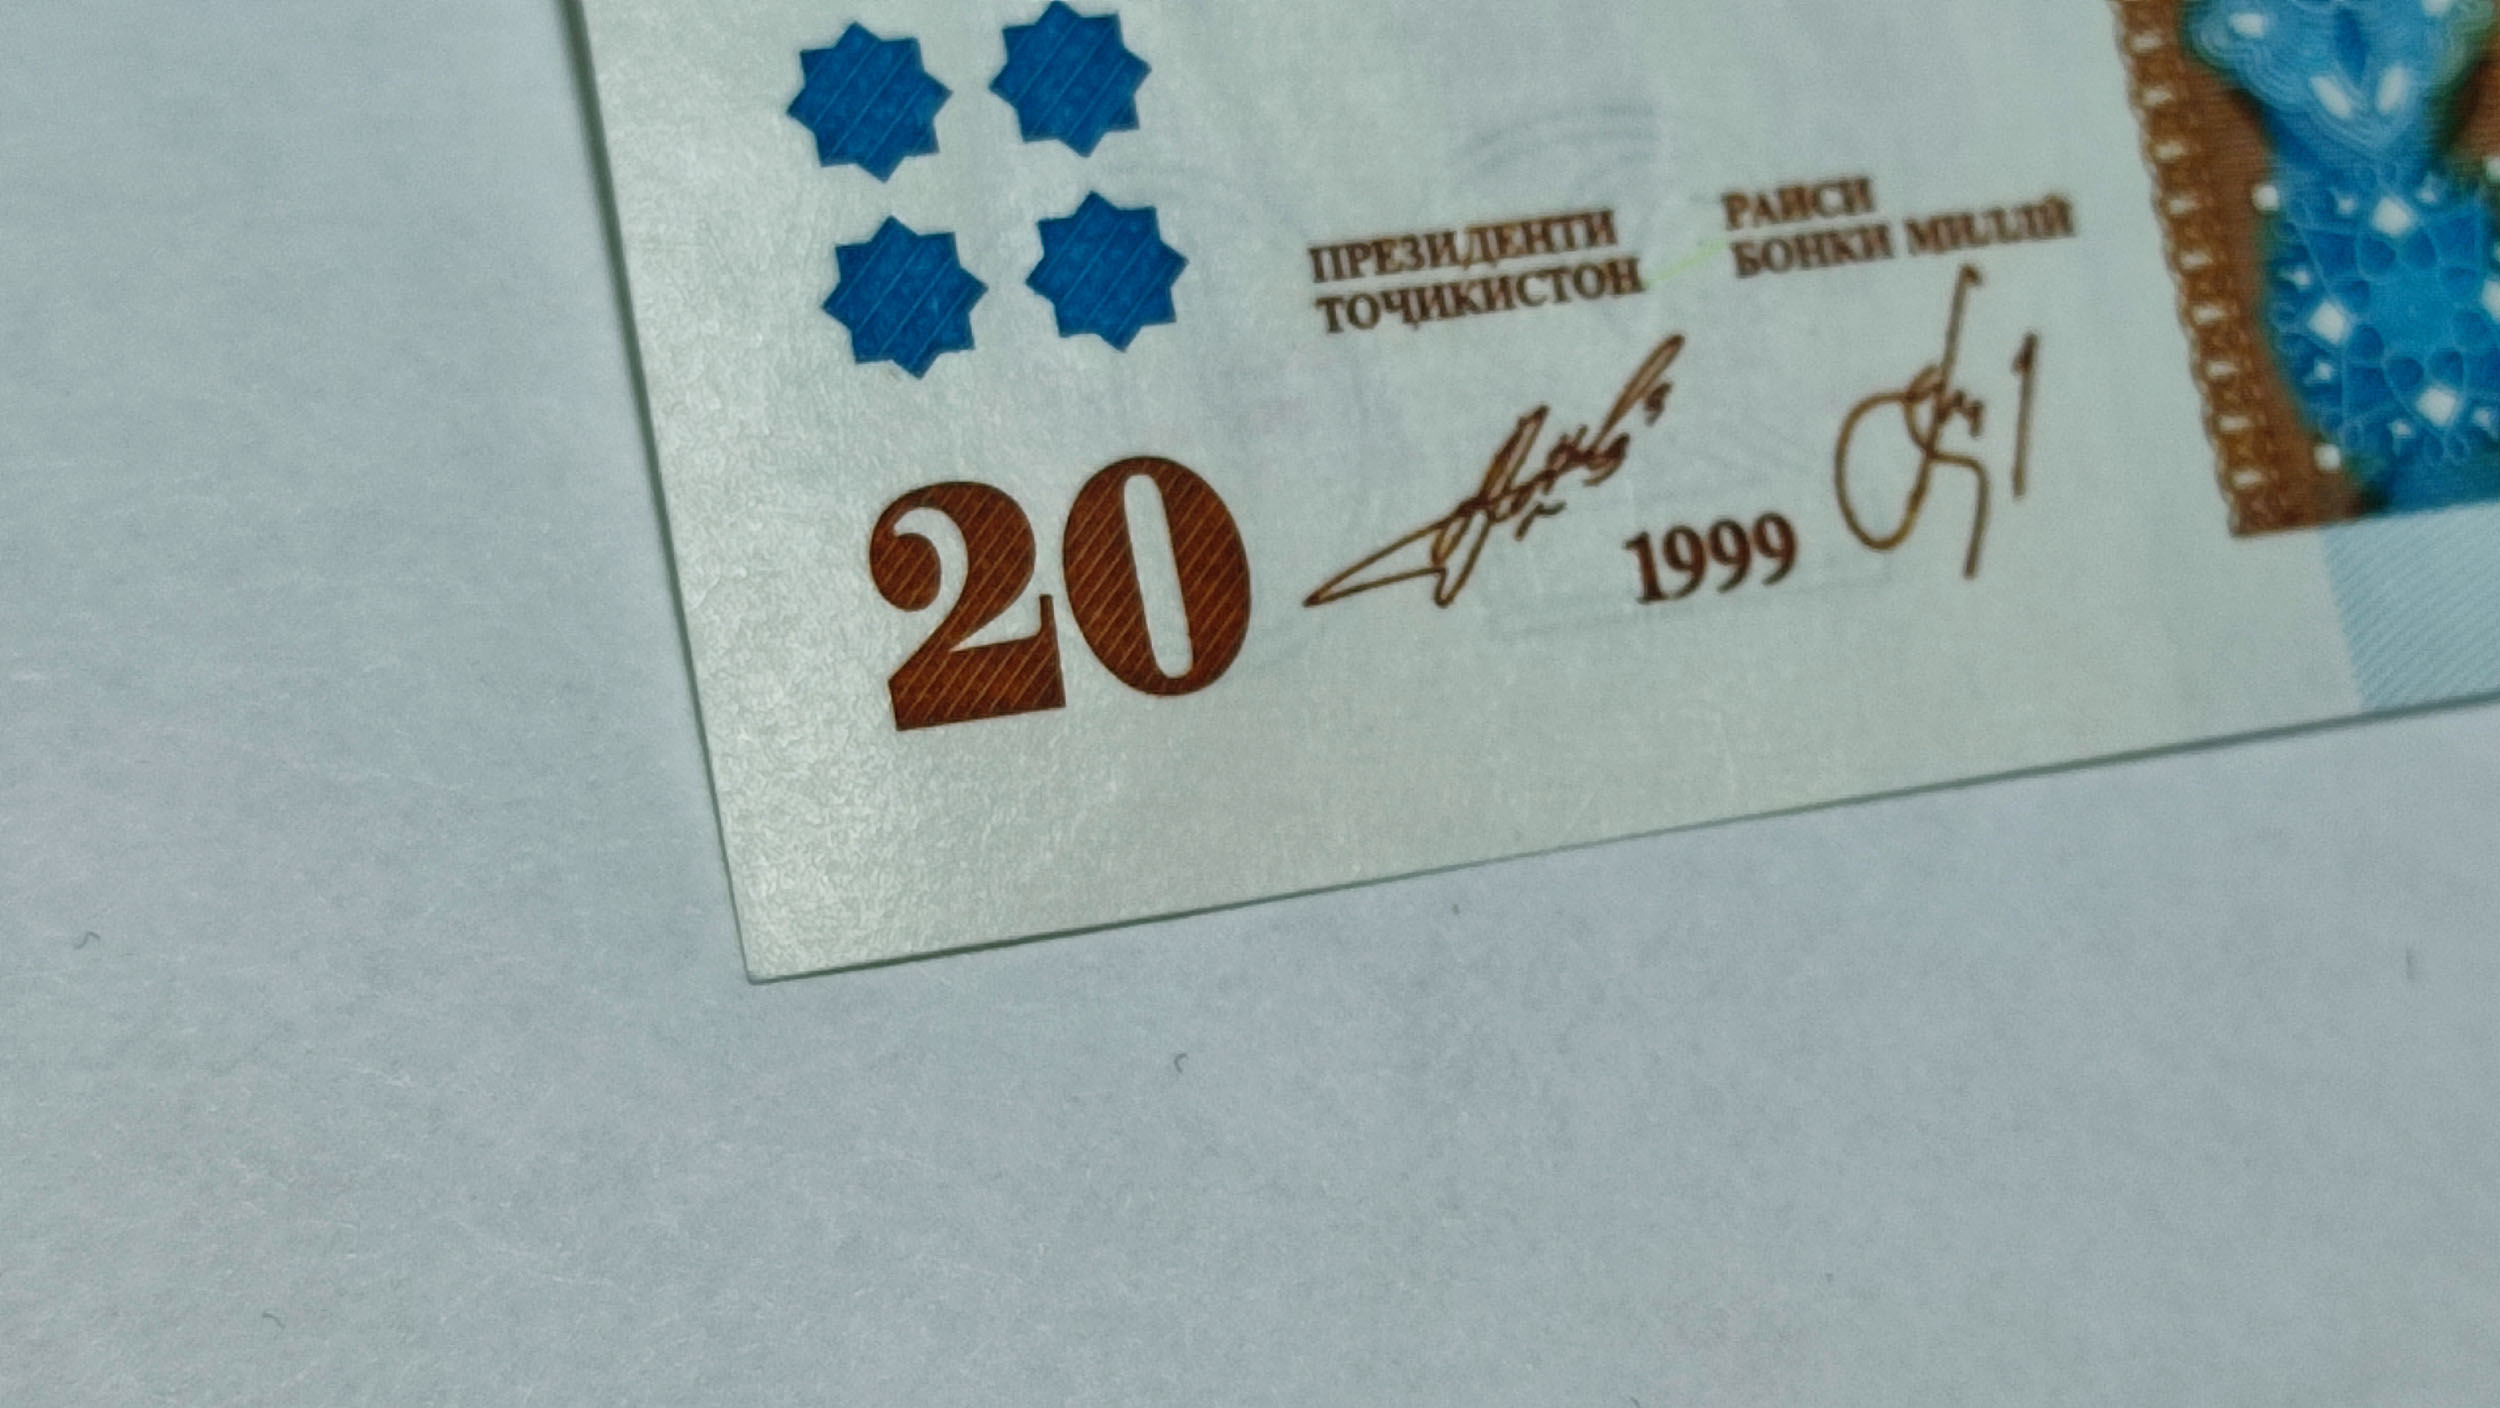 ПРЕЗИДЕНТИ
ТОҶИКИСТОН
РАИСИ
БОНКИ МИЛЛӢ
20
1999